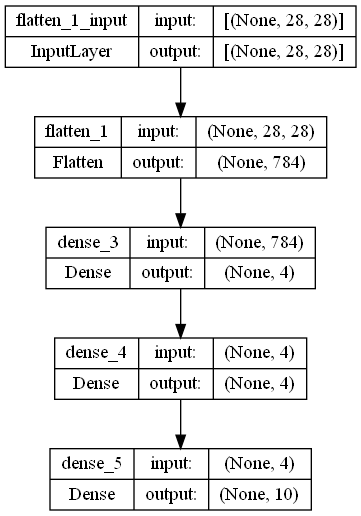 flatten_1_input input: [(None, 28, 28)]
InputLayer output: [(None, 28, 28)]
flatten_1 input: (None, 28, 28)
Flatten output: (None, 784)
dense_3 input: (None, 784)
Dense output: (None, 4)
dense_4 input: (None, 4)
Dense output: (None, 4)
dense_5 input: (None, 4)
Dense output: (None, 10)